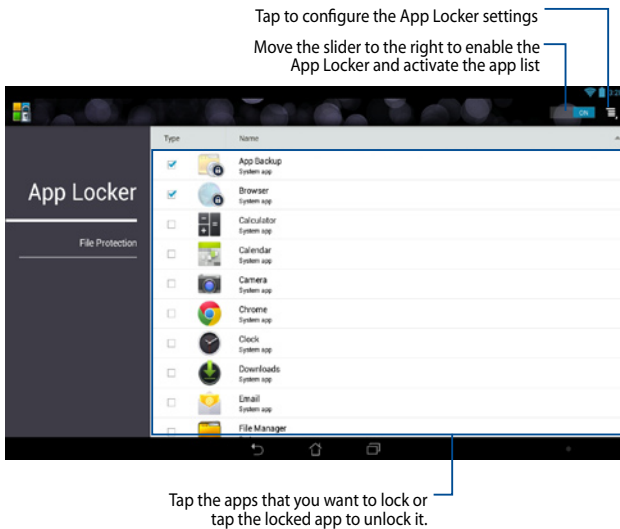 Tap to configure the App Locker settings
Move the slider to the right to enable the
App Locker and activate the app list
ON
Type Name
App Locker
File Protection
App Backup
System app
Browser
System app
Calculator
System app
Calendar
System app
Camera
System app
Chrome
System app
Clock
System app
Downloads
System app
Email
System app
File Manager
Tap the apps that you want to lock or
tap the locked app to unlock it.